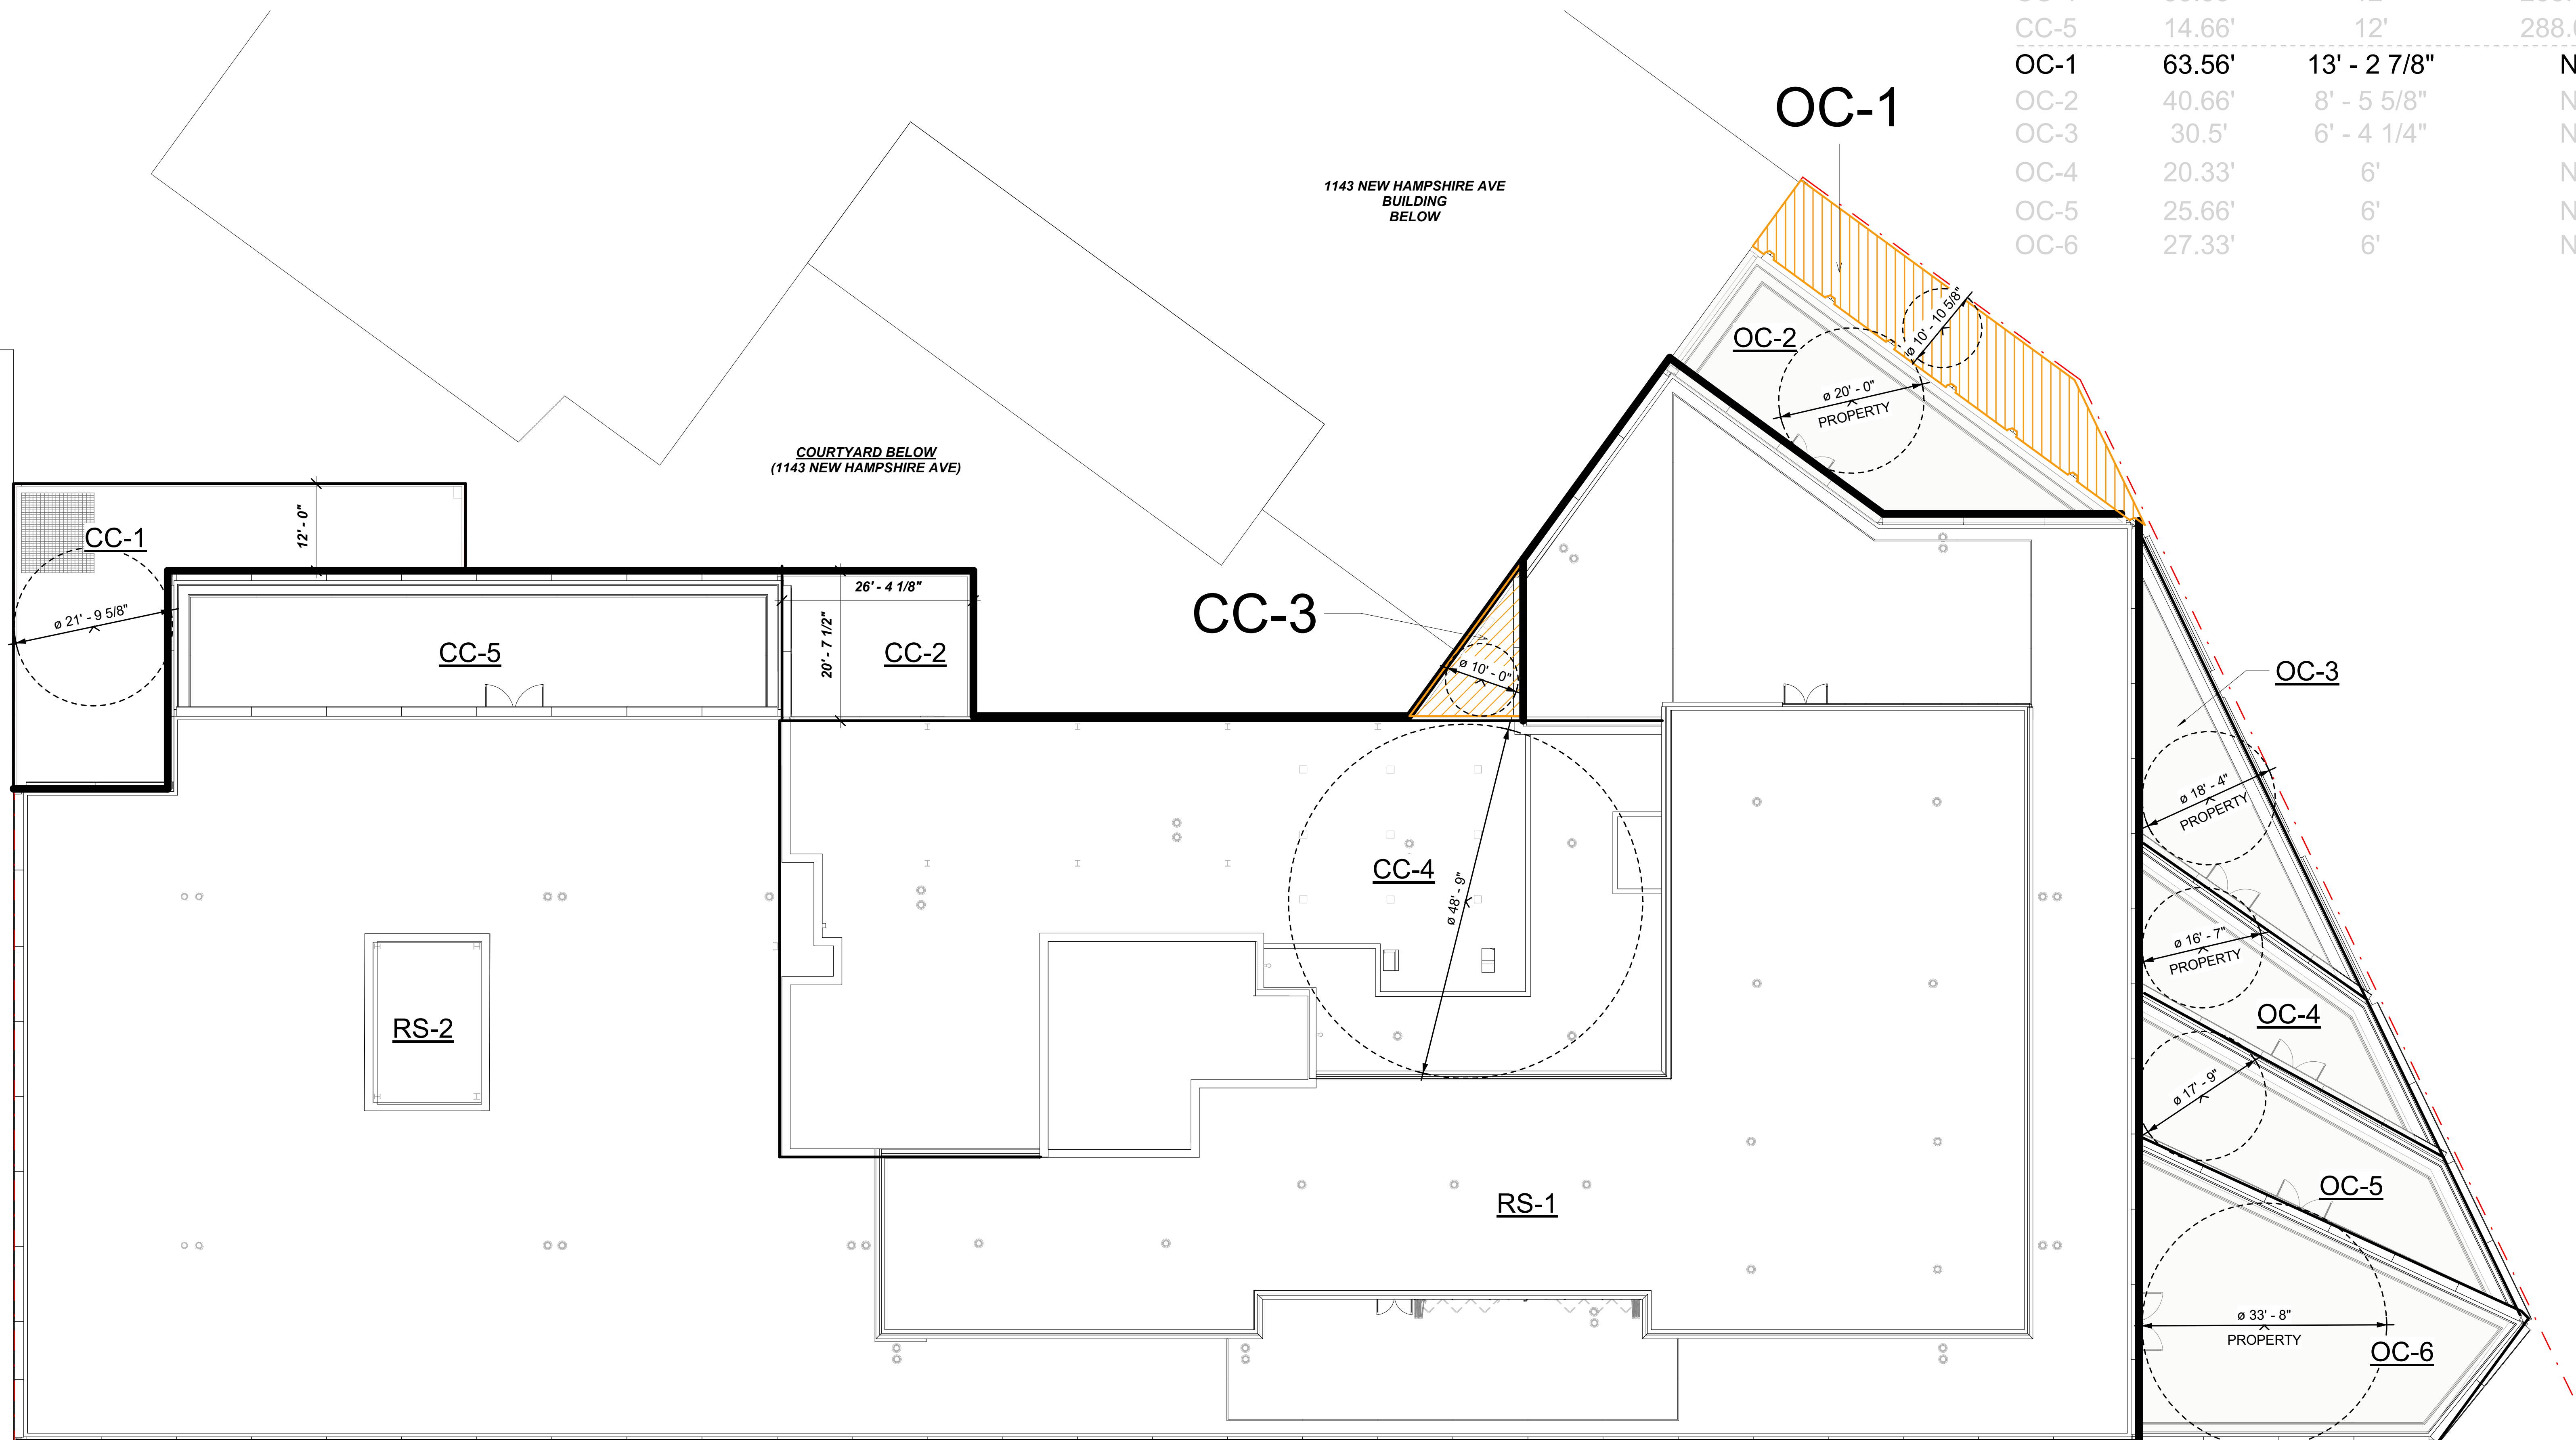 CC-5 14.66' 12' 288.
OC-1 63.56' 13' - 2 7/8" N
OC-2 40.66' 8' - 5 5/8" N
OC-3 30.5' 6' - 4 1/4" N
OC-4 20.33' 6' N
OC-5 25.66' 6' N
OC-6 27.33' 6' N
OC-1
1143 NEW HAMPSHIRE AVE
BUILDING
BELOW
ø 10' - 10 5/8"
OC-2
ø 20' - 0"
PROPERTY
COURTYARD BELOW
(1143 NEW HAMPSHIRE AVE)
12' - 0"
CC-1
ø 21' - 9 5/8"
CC-5
26' - 4 1/8"
20' - 7 1/2"
CC-2
CC-3
ø 10' - 0"
OC-3
ø 18' - 4"
PROPERTY
CC-4
ø 48' - 9"
ø 16' - 7"
PROPERTY
OC-4
RS-2
ø 17' - 9"
OC-5
RS-1
ø 33' - 8"
PROPERTY
OC-6